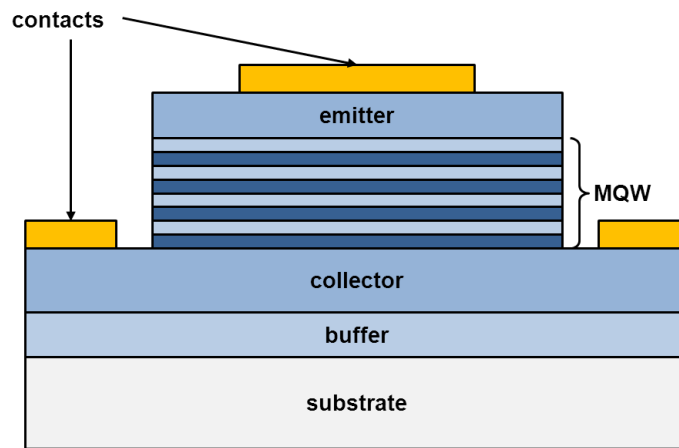 contacts
emitter
MQW
collector
buffer
substrate